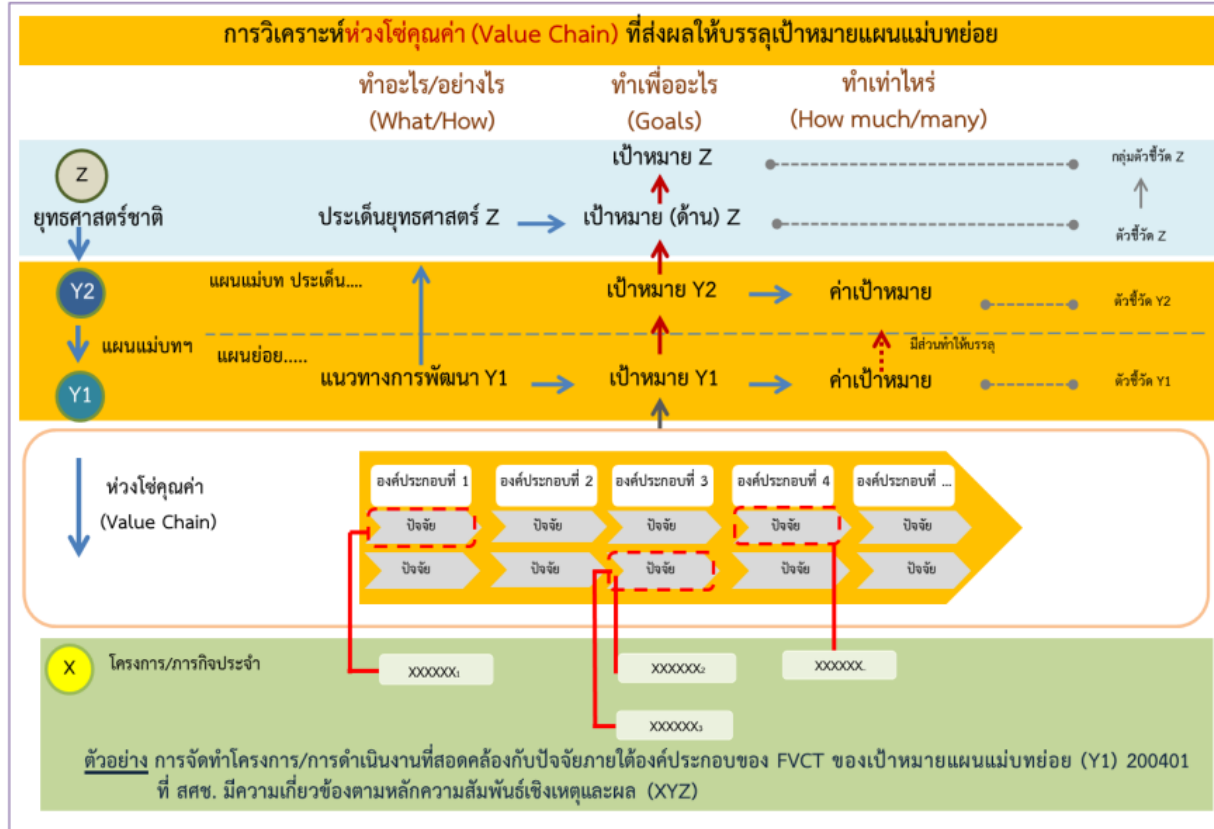 การวิเคราะห์ห่วงโซ่คุณค่า (Value Chain) ที่ส่งผลให้บรรลุเป้าหมายแผนแม่บทย่อย
ทำอะไร/อย่างไร
(What/How)
ทำเพื่ออะไร
(Goals)
ทำเท่าไหร่
(How much/many)
Z
ยุทธศาสตร์ชาติ
เป้าหมาย Z
กลุ่มตัวชี้วัด Z
ประเด็นยุทธศาสตร์ Z
เป้าหมาย (ด้าน) Z
ตัวชี้วัด Z
Y2
แผนแม่บท ประเด็น....
เป้าหมาย Y2
ค่าเป้าหมาย
ตัวชี้วัด Y2
แผนแม่บทฯ
แผนย่อย.....
มีส่วนทำให้บรรลุ
Y1
แนวทางการพัฒนา Y1
เป้าหมาย Y1
ค่าเป้าหมาย
ตัวชี้วัด Y1
ห่วงโซ่คุณค่า
(Value Chain)
องค์ประกอบที่ 1
องค์ประกอบที่ 2
องค์ประกอบที่ 3
องค์ประกอบที่ 4
องค์ประกอบที่ ...
ปัจจัย
ปัจจัย
ปัจจัย
ปัจจัย
ปัจจัย
ปัจจัย
ปัจจัย
ปัจจัย
ปัจจัย
ปัจจัย
X
โครงการ/ภารกิจประจำ
XXXXXX₁
XXXXXX₂
XXXXXX.
XXXXXX₃
ตัวอย่าง การจัดทำโครงการ/การดำเนินงานที่สอดคล้องกับปัจจัยภายใต้องค์ประกอบของ FVCT ของเป้าหมายแผนแม่บทย่อย (Y1) 200401
ที่ สศช. มีความเกี่ยวข้องตามหลักความสัมพันธ์เชิงเหตุและผล (XYZ)